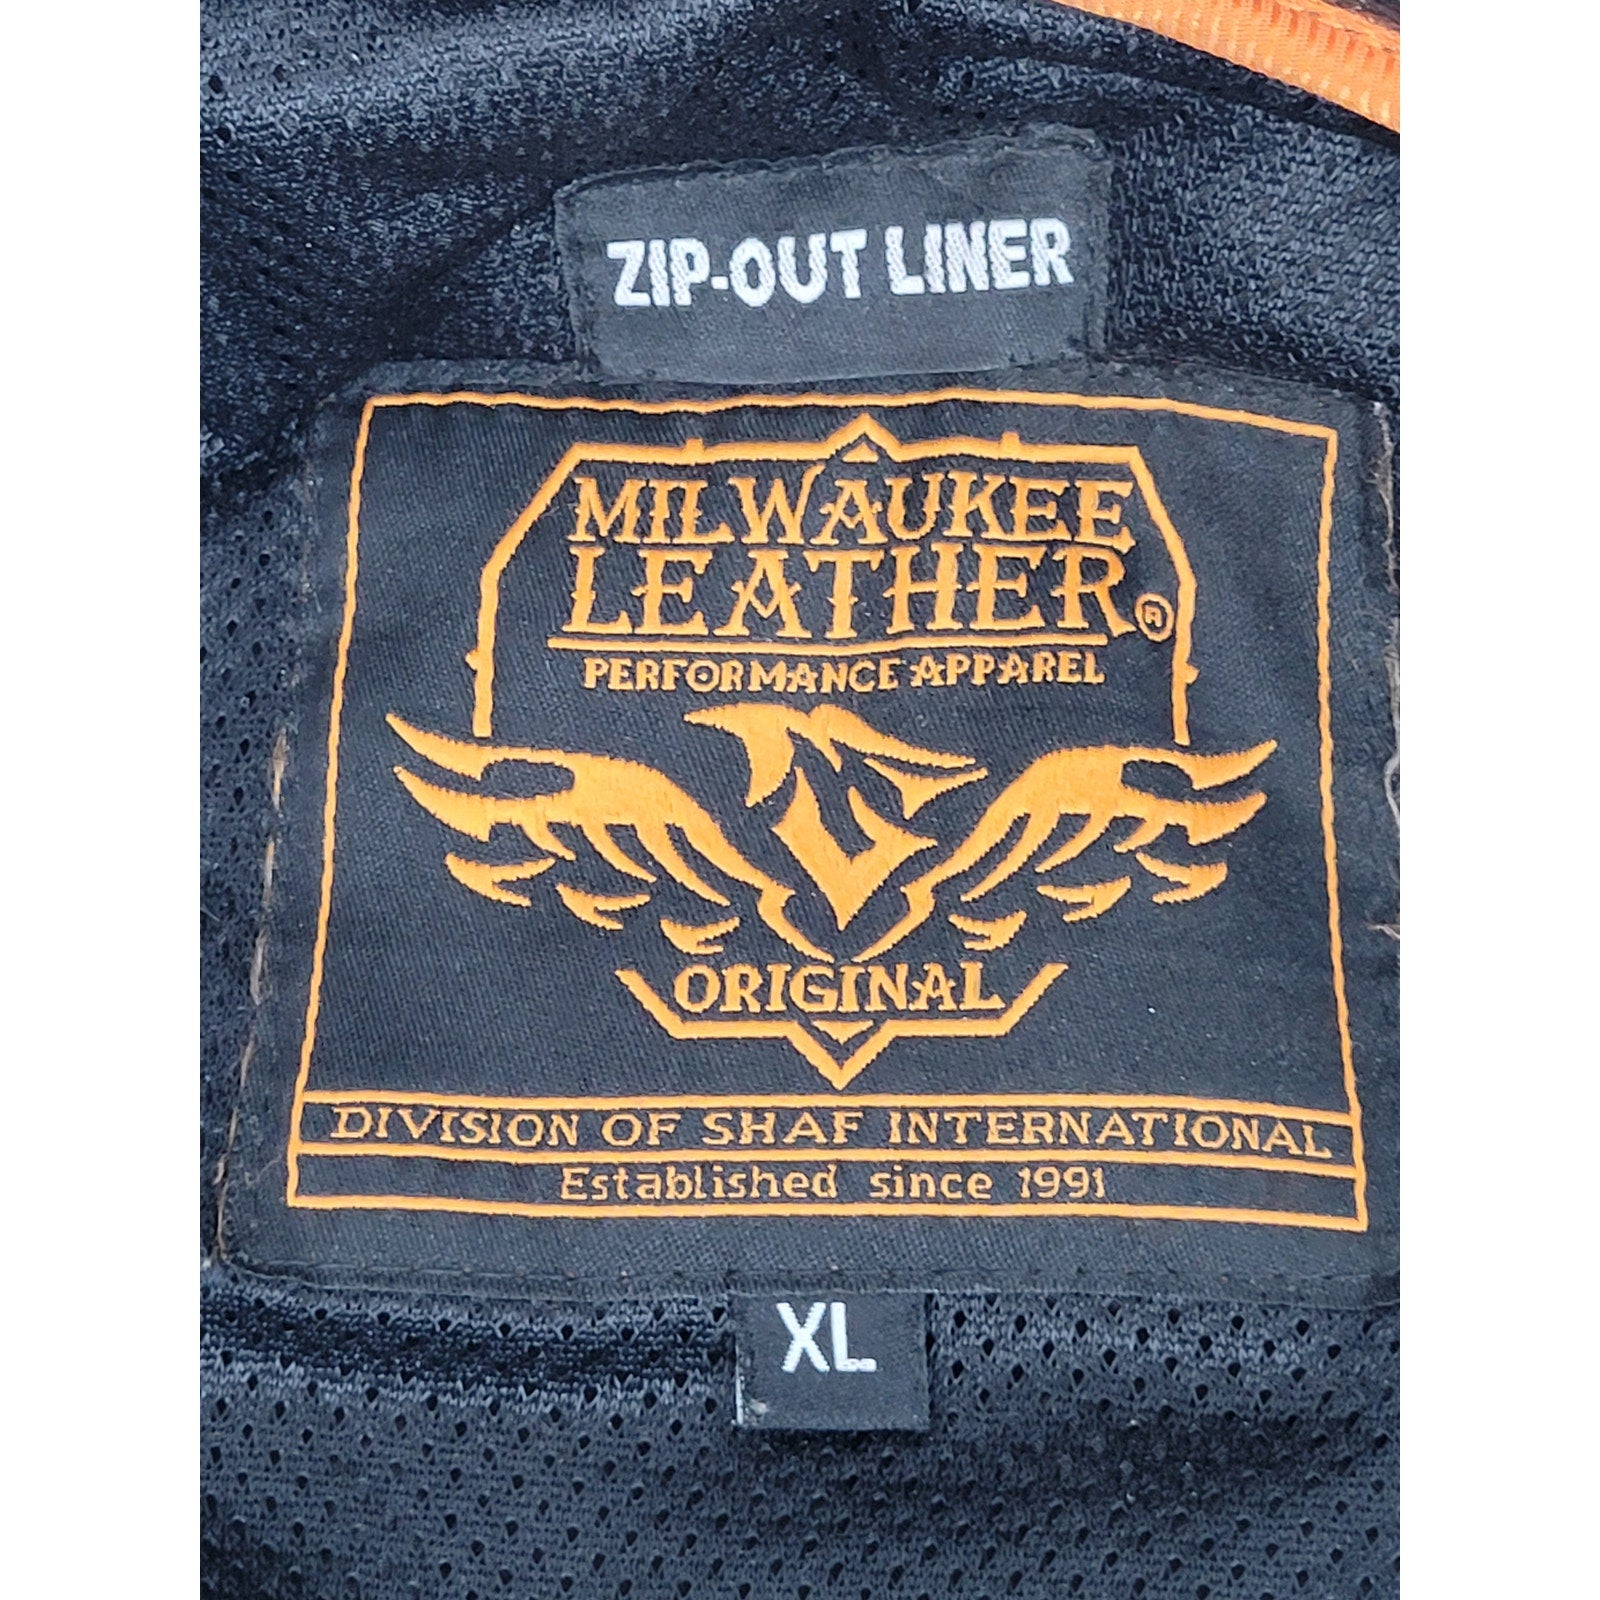 ZIP-OUT LINER
MILWAUKEE
LEATHER®
PERFORMANCE APPAREL
ORIGINAL
DIVISION OF SHAF INTERNATIONAL
Established since 1991
XL